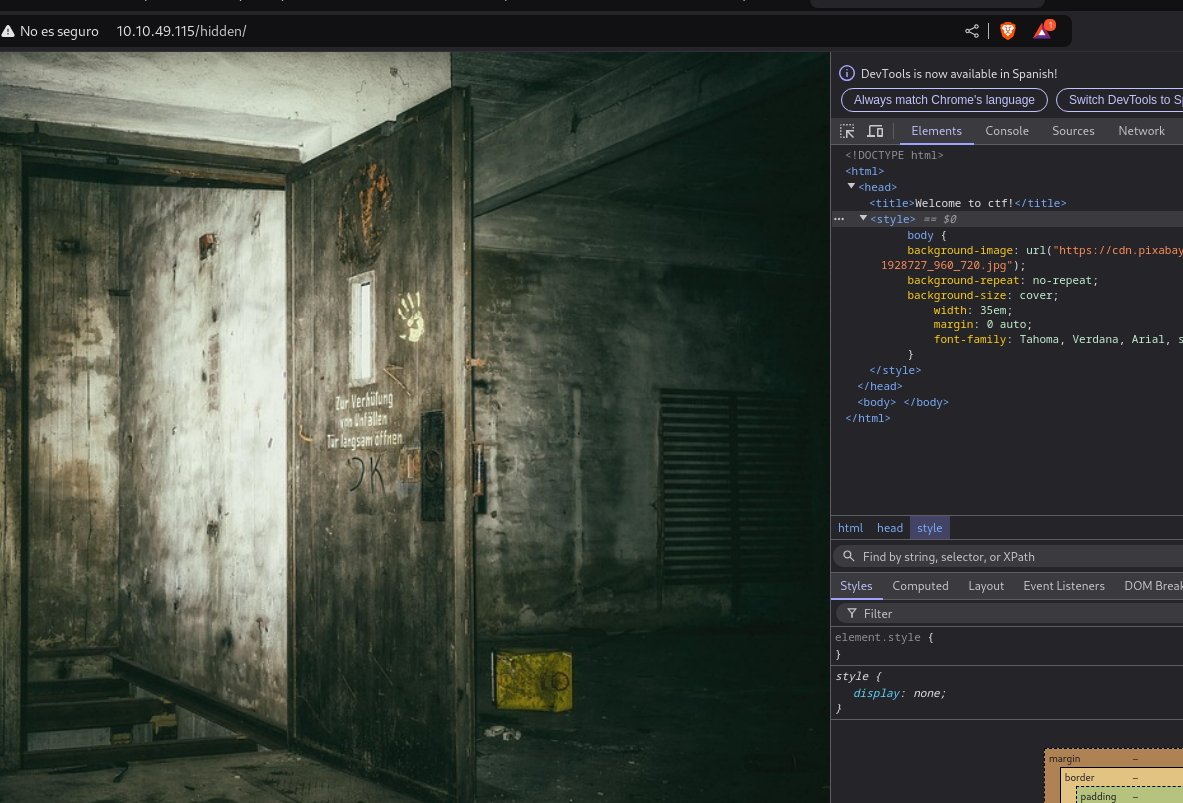 No es seguro 10.10.49.115/hidden/
1
DevTools is now available in Spanish!
Always match Chrome's language
Switch DevTools to S
Elements
Console
Sources
Network
<!DOCTYPE html>
<html>
<head>
<title>Welcome to ctf!</title>
<style> == $0
body {
background-image: url("https://cdn.pixabay
1928727_960_720.jpg");
background-repeat: no-repeat;
background-size: cover;
width: 35em;
margin: 0 auto;
font-family: Tahoma, Verdana, Arial, s
}
</style>
</head>
<body> </body>
</html>
Zur Verhütung
von Unfällen
Tür langsam öffnen
OK
html
head
style
Find by string, selector, or XPath
Styles
Computed
Layout
Event Listeners
DOM Break
Filter
element.style {
}
style {
display: none;
}
margin
–
border
–
padding
–